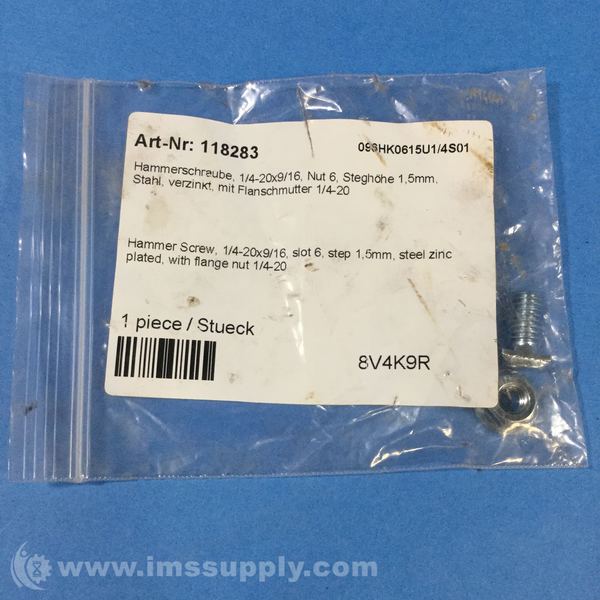 Art-Nr: 118283
093HK0615U1/4S01
Hammerschraube, 1/4-20x9/16, Nut 6, Steghöhe 1,5mm,
Stahl, verzinkt, mit Flanschmutter 1/4-20
Hammer Screw, 1/4-20x9/16, slot 6, step 1,5mm, steel zinc
plated, with flange nut 1/4-20
1 piece / Stueck
8V4K9R
www.imssupply.com